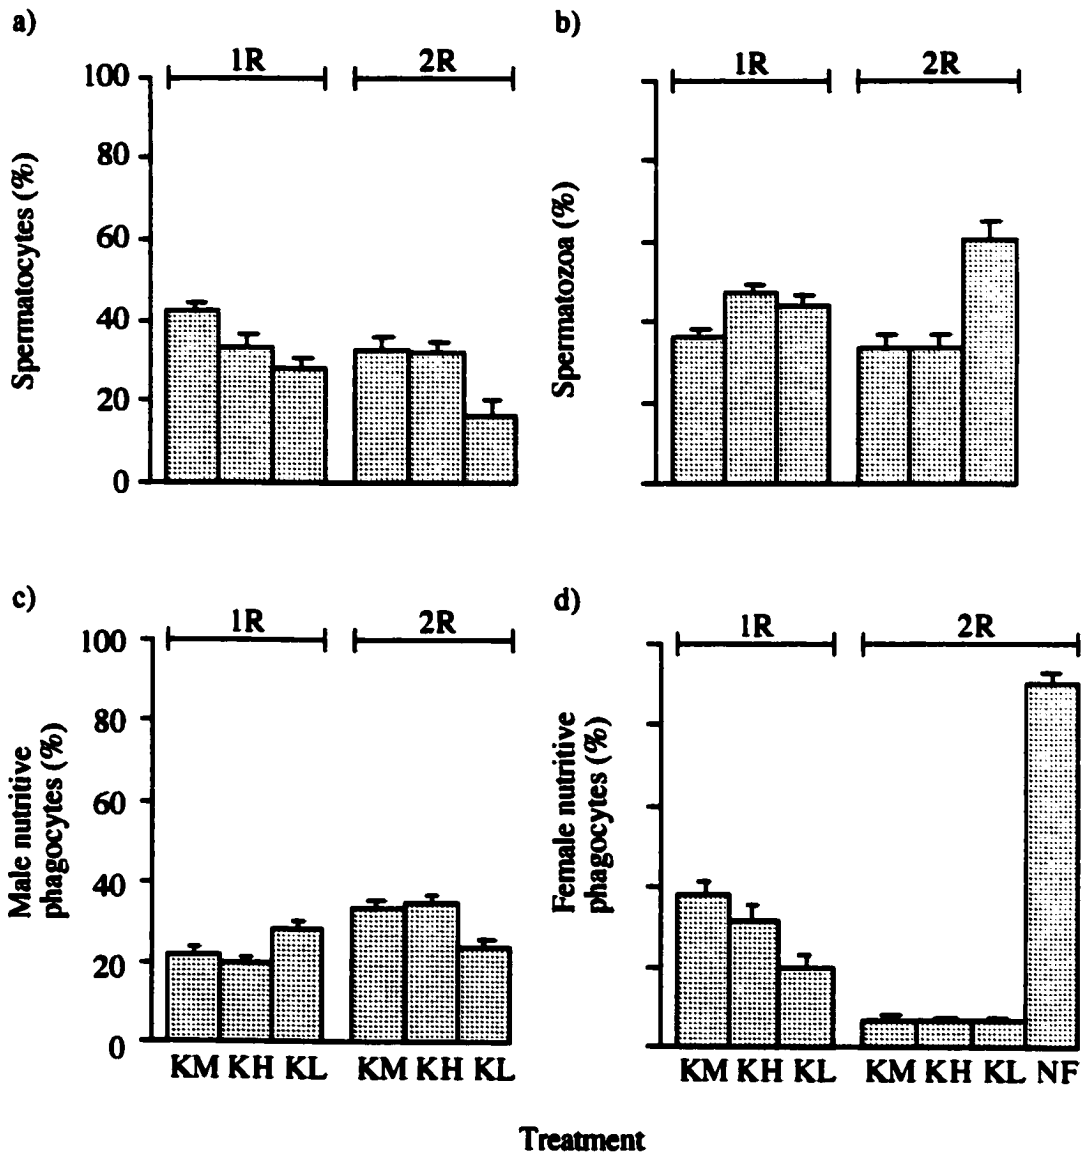 a)
1R 2R
100
80
60
40
20
0
Spermatocytes (%)
b)
1R 2R
Spermatozoa (%)
c)
1R 2R
100
80
60
40
20
0
Male nutritive
phagocytes (%)
KM KH KL KM KH KL
d)
1R 2R
Female nutritive
phagocytes (%)
KM KH KL KM KH KL NF
Treatment